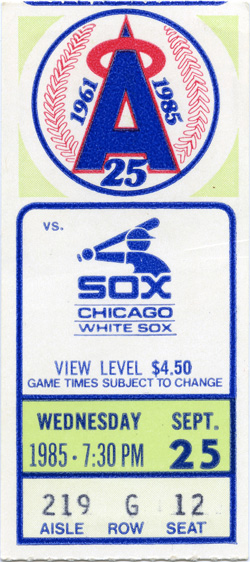 1961 A 1985
25
VS.
SOX
CHICAGO
WHITE SOX
VIEW LEVEL $4.50
GAME TIMES SUBJECT TO CHANGE
WEDNESDAY SEPT.
1985 • 7:30 PM 25
219 G 12
AISLE ROW SEAT